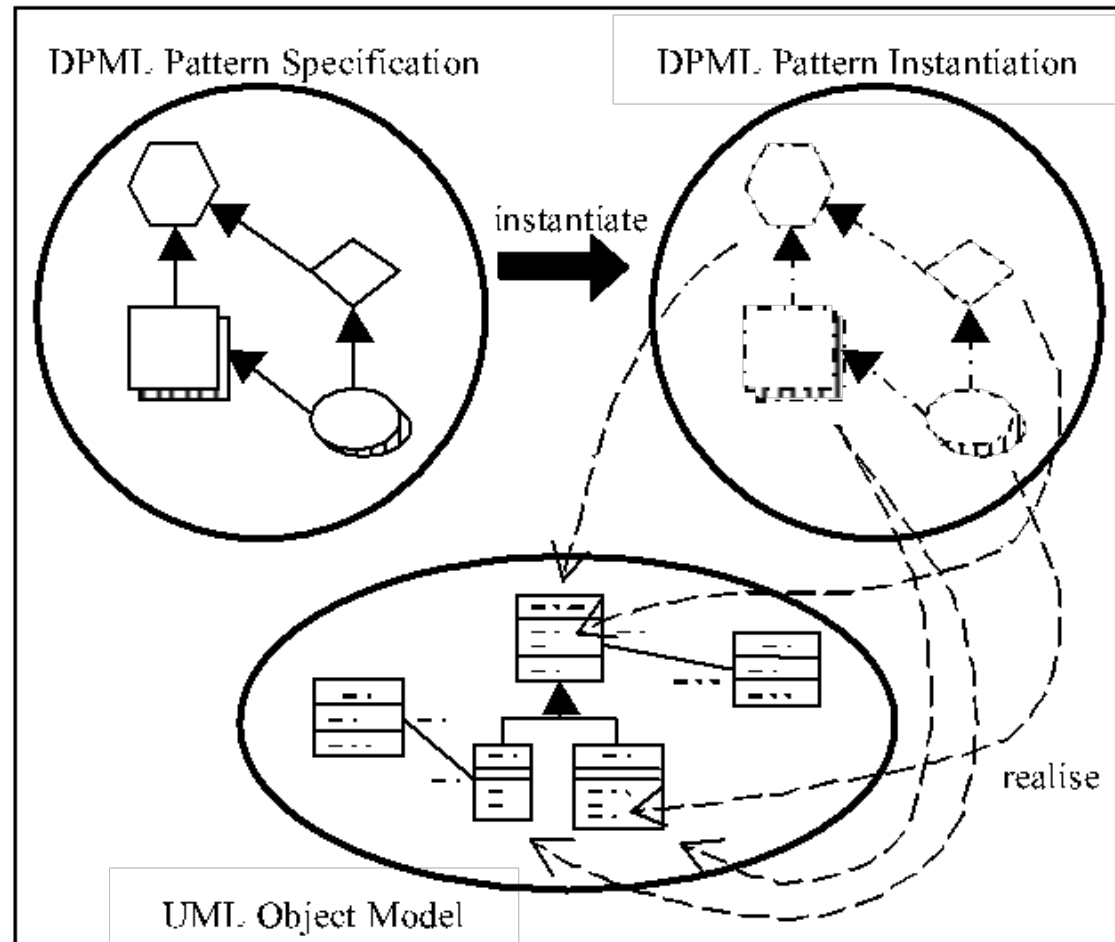 DPML Pattern Specification
DPML Pattern Instantiation
instantiate
realise
UML Object Model